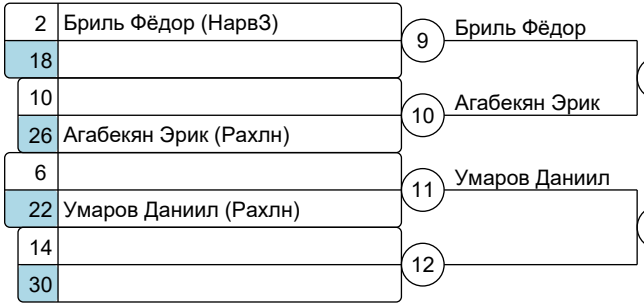 2 Бриль Фёдор (НарвЗ)
9 Бриль Фёдор
18
10
10 Агабекян Эрик
26 Агабекян Эрик (Рахлн)
6
11 Умаров Даниил
22 Умаров Даниил (Рахлн)
14
12
30